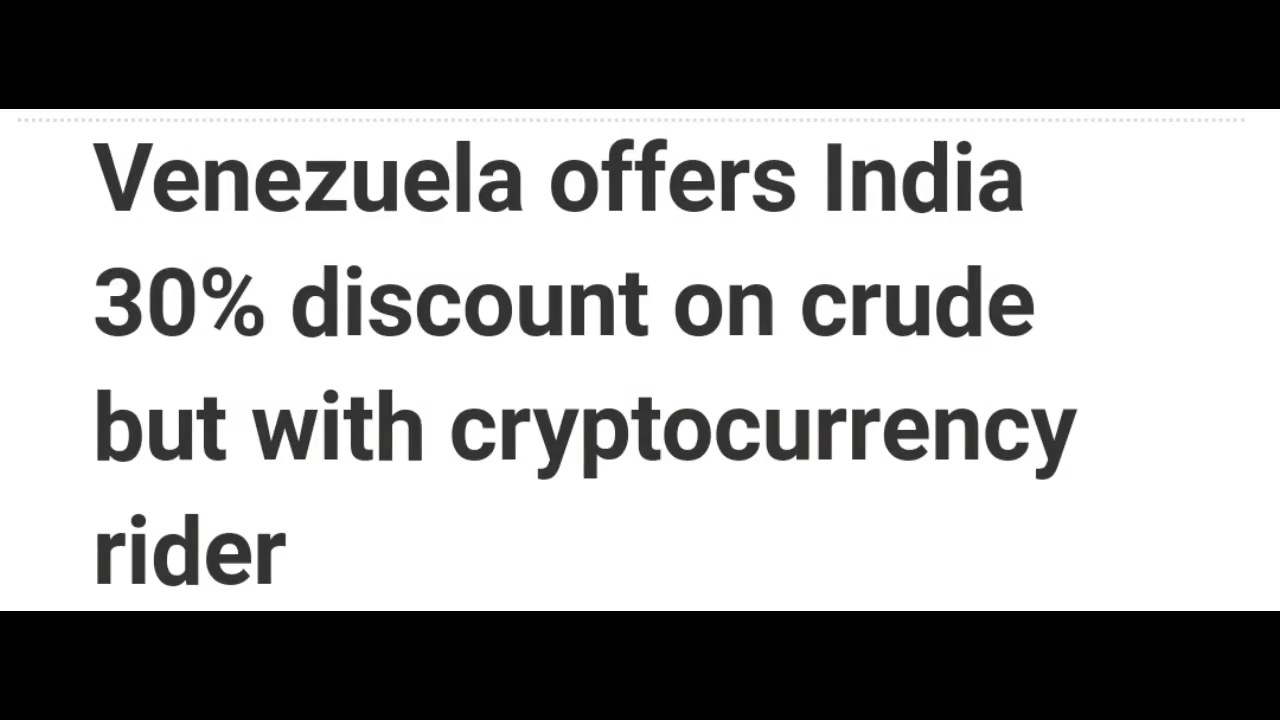 Venezuela offers India
30% discount on crude
but with cryptocurrency
rider